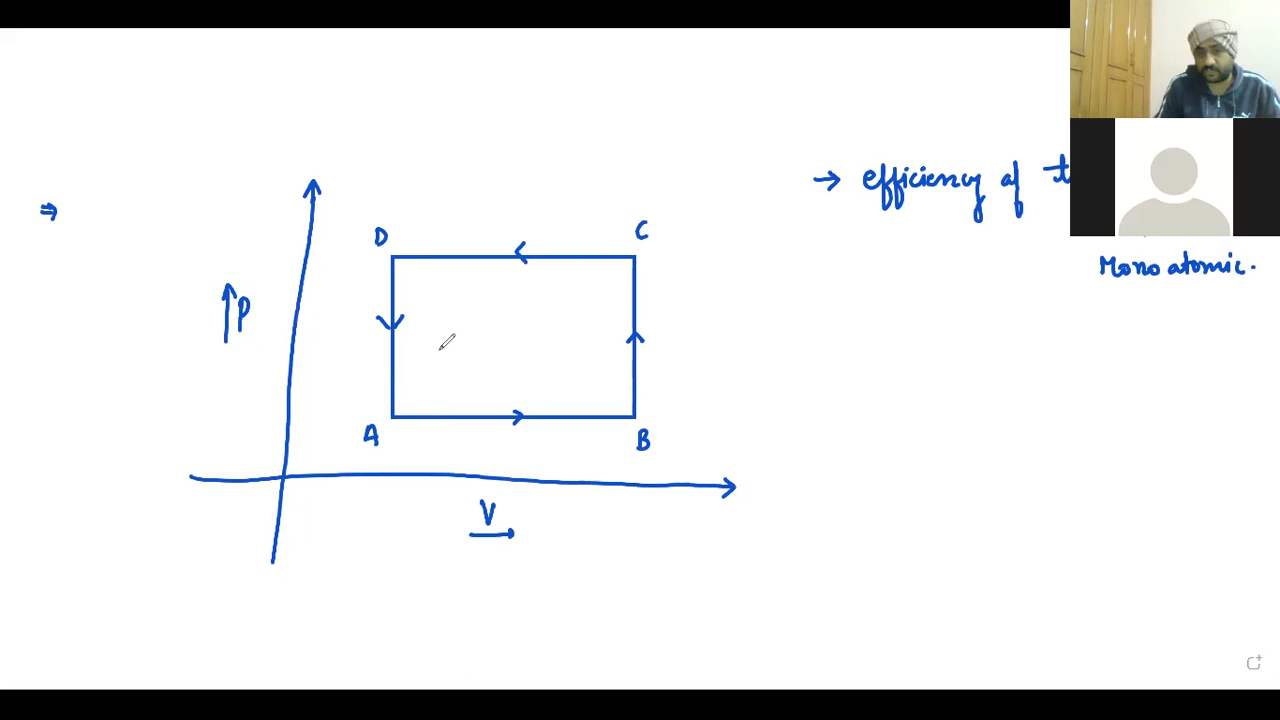 ⇒
→ efficiency of
Mono atomic.
D
C
↑P
A
B
V